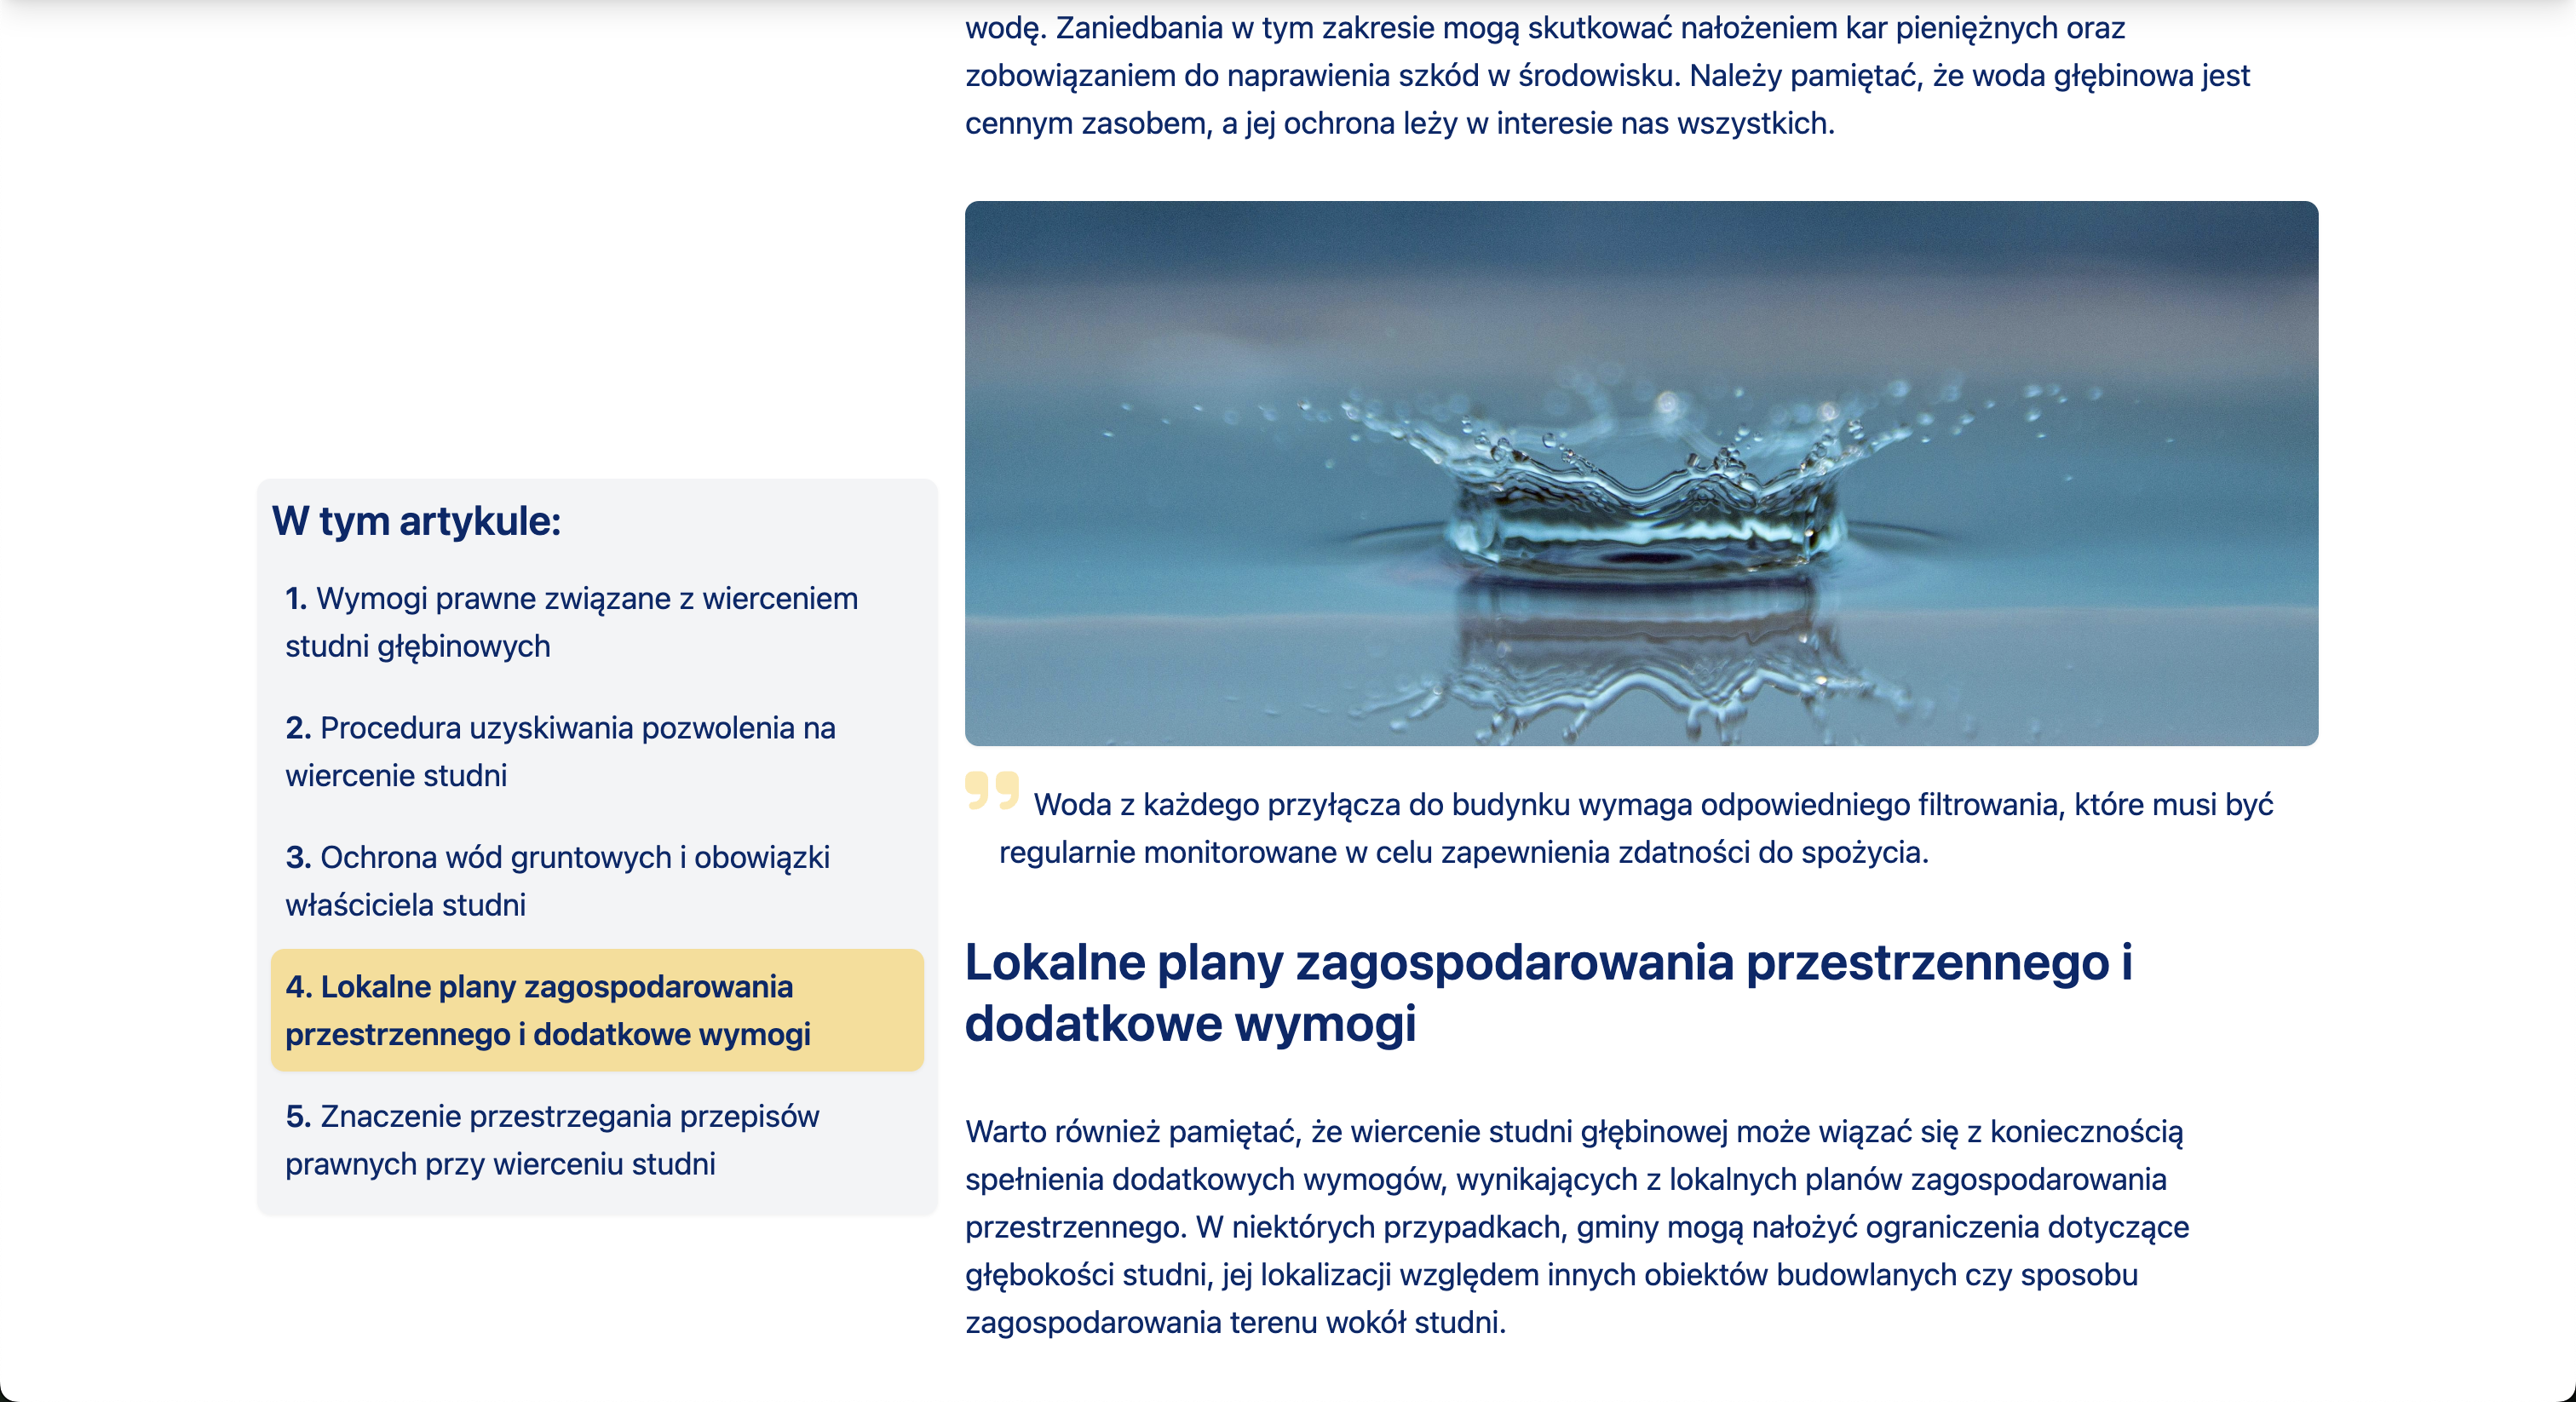 wodę. Zaniedbania w tym zakresie mogą skutkować nałożeniem kar pieniężnych oraz
zobowiązaniem do naprawienia szkód w środowisku. Należy pamiętać, że woda głębinowa jest
cennym zasobem, a jej ochrona leży w interesie nas wszystkich.
W tym artykule:
1. Wymogi prawne związane z wierceniem
studni głębinowych
2. Procedura uzyskiwania pozwolenia na
wiercenie studni
3. Ochrona wód gruntowych i obowiązki
właściciela studni
4. Lokalne plany zagospodarowania
przestrzennego i dodatkowe wymogi
5. Znaczenie przestrzegania przepisów
prawnych przy wierceniu studni
” Woda z każdego przyłącza do budynku wymaga odpowiedniego filtrowania, które musi być
regularnie monitorowane w celu zapewnienia zdatności do spożycia.
Lokalne plany zagospodarowania przestrzennego i
dodatkowe wymogi
Warto również pamiętać, że wiercenie studni głębinowej może wiązać się z koniecznością
spełnienia dodatkowych wymogów, wynikających z lokalnych planów zagospodarowania
przestrzennego. W niektórych przypadkach, gminy mogą nałożyć ograniczenia dotyczące
głębokości studni, jej lokalizacji względem innych obiektów budowlanych czy sposobu
zagospodarowania terenu wokół studni.